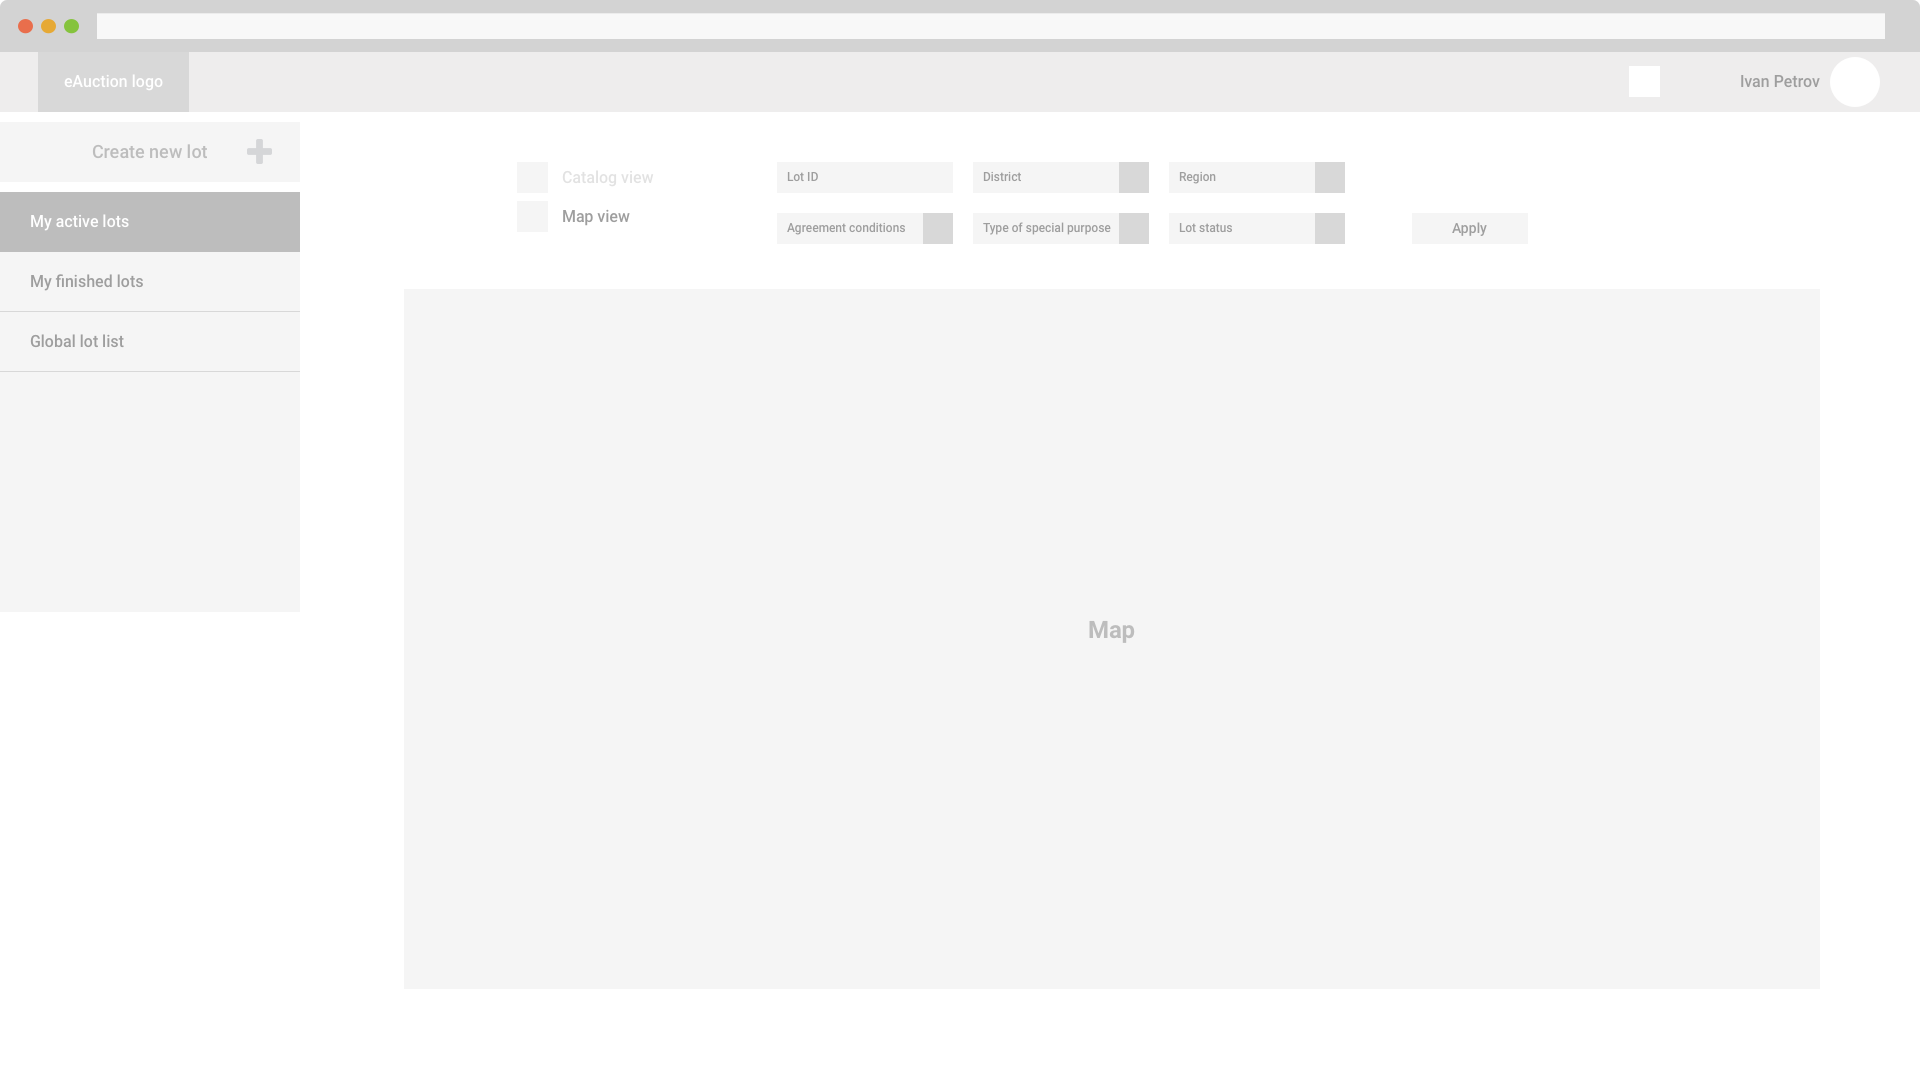 eAuction logo
Ivan Petrov
Create new lot
My active lots
My finished lots
Global lot list
Catalog view
Map view
Lot ID
District
Region
Agreement conditions
Type of special purpose
Lot status
Apply
Map